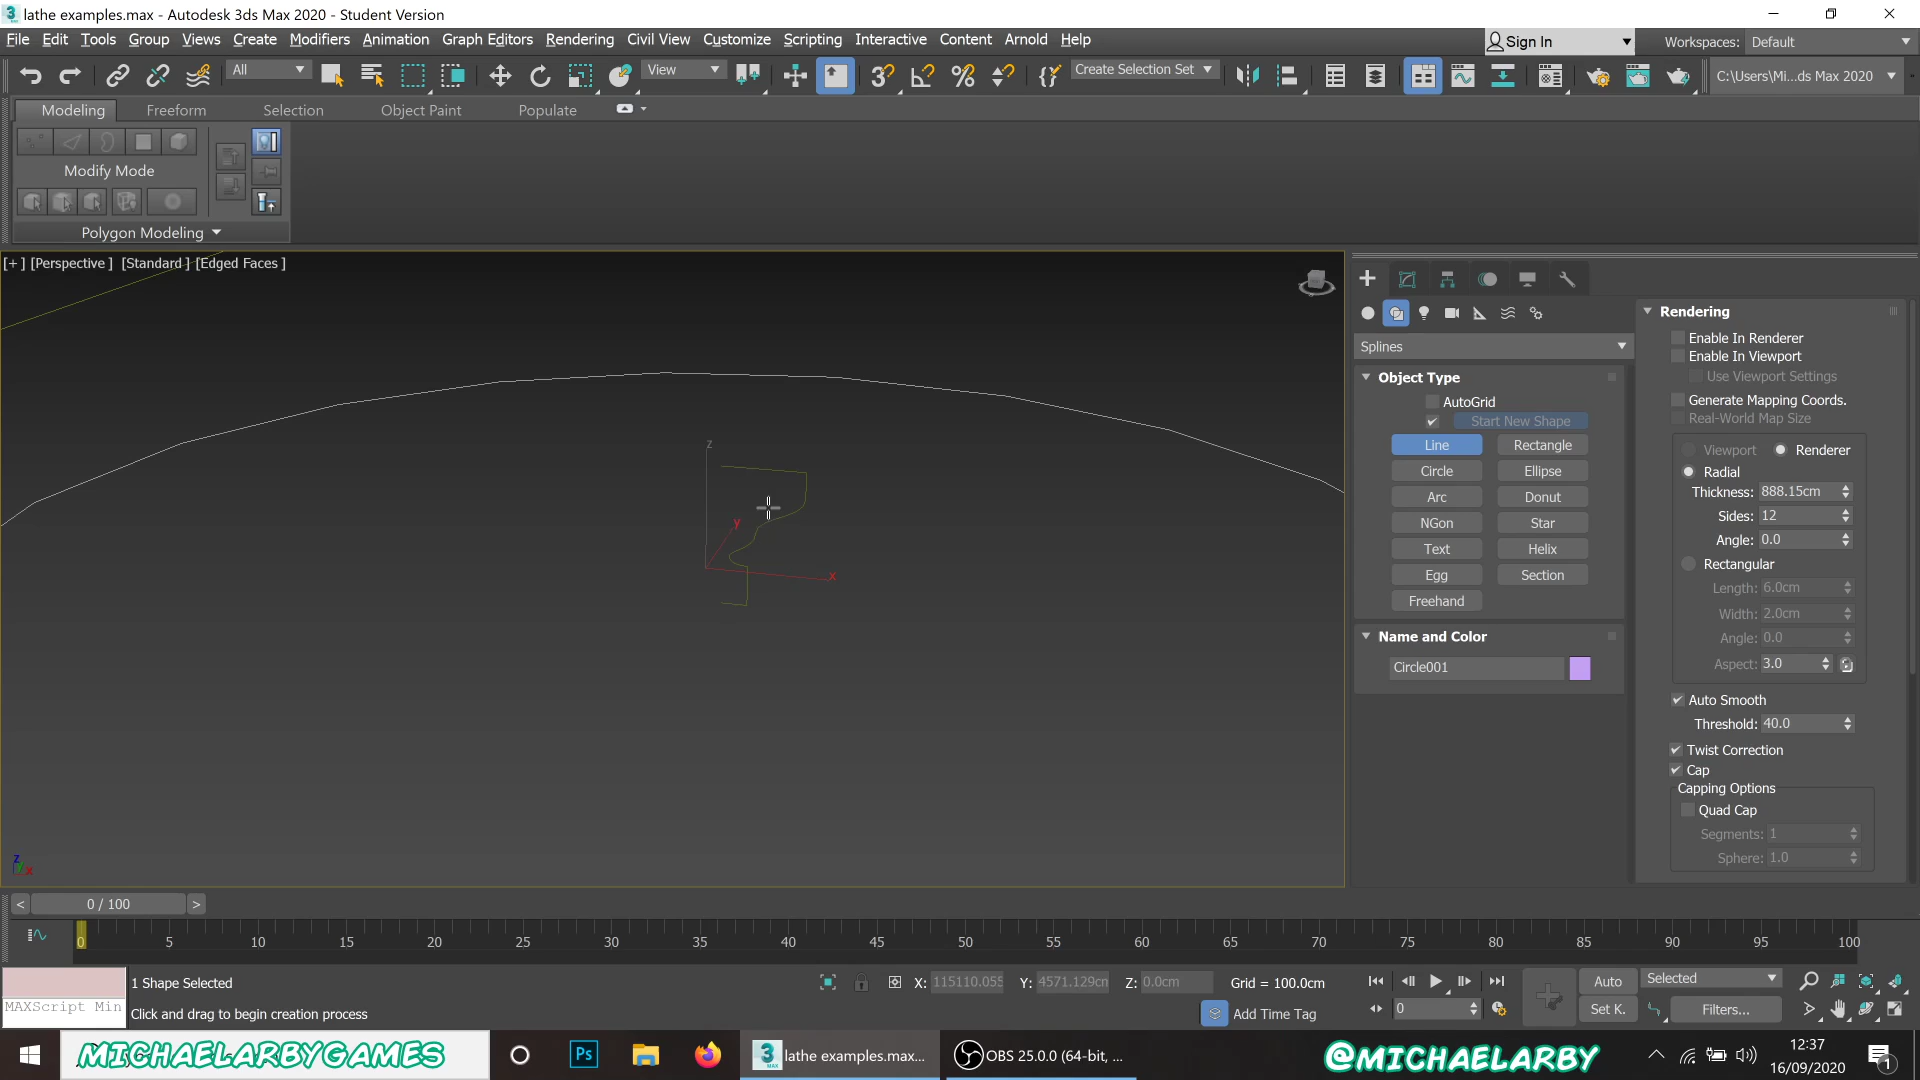 lathe examples.max - Autodesk 3ds Max 2020 - Student Version
File Edit Tools Group Views Create Modifiers Animation Graph Editors Rendering Civil View Customize Scripting Interactive Content Arnold Help
Sign In
Workspaces: Default
All
View
Create Selection Set
C:\Users\Mi...ds Max 2020
Modeling Freeform Selection Object Paint Populate
Modify Mode
Polygon Modeling
[+] [Perspective] [Standard] [Edged Faces]
z
y
x
z
x
Splines
Object Type
AutoGrid
Start New Shape
Line Rectangle
Circle Ellipse
Arc Donut
NGon Star
Text Helix
Egg Section
Freehand
Name and Color
Circle001
Rendering
Enable In Renderer
Enable In Viewport
Use Viewport Settings
Generate Mapping Coords.
Real-World Map Size
Viewport Renderer
Radial
Thickness: 888.15cm
Sides: 12
Angle: 0.0
Rectangular
Length: 6.0cm
Width: 2.0cm
Angle: 0.0
Aspect: 3.0
Auto Smooth
Threshold: 40.0
Twist Correction
Cap
Capping Options
Quad Cap
Segments: 1
Sphere: 1.0
< 0 / 100 >
0 5 10 15 20 25 30 35 40 45 50 55 60 65 70 75 80 85 90 95 100
1 Shape Selected
X: 115110.055 Y: 4571.129cm Z: 0.0cm Grid = 100.0cm
Auto Selected
MAXScript Min
Click and drag to begin creation process
Add Time Tag
0
Set K. Filters...
MICHAELARBYGAMES
Ps
3 MAX
lathe examples.max...
OBS 25.0.0 (64-bit, ...
@MICHAELARBY
12:37
16/09/2020
1